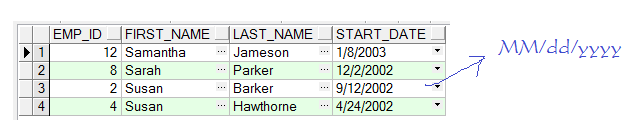 EMP_ID FIRST_NAME LAST_NAME START_DATE
1 12 Samantha ... Jameson ... 1/8/2003
2 8 Sarah ... Parker ... 12/2/2002
3 2 Susan ... Barker ... 9/12/2002
4 4 Susan ... Hawthorne ... 4/24/2002
MM/dd/yyyy